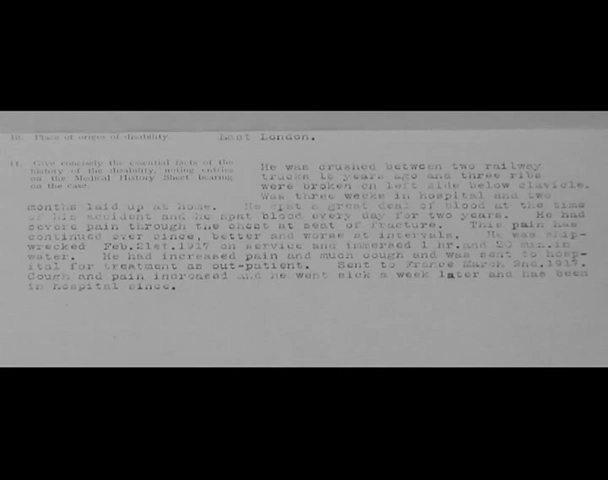 10. Place of origin of disability. East London.
11. Give concisely the essential facts of the
history of the disability, noting entries
on the Medical History Sheet bearing
on the case.
He was crushed between two railway
trucks 16 years ago and three ribs
were broken on left side below clavicle.
Was three weeks in hospital and two
months laid up at home. He spat a great deal of blood at the time
of his accident and he spat blood every day for two years. He had
severe pain through the chest at seat of fracture. This pain has
continued ever since, better and worse at intervals. He was ship-
wrecked Feb.21st.1917 on service and immersed 1 hr.and 20 min.in
water. He had increased pain and much cough and was sent to hosp-
ital for treatment as out-patient. Sent to France March 2nd.1917.
Cough and pain increased and he went sick a week later and has been
in hospital since.